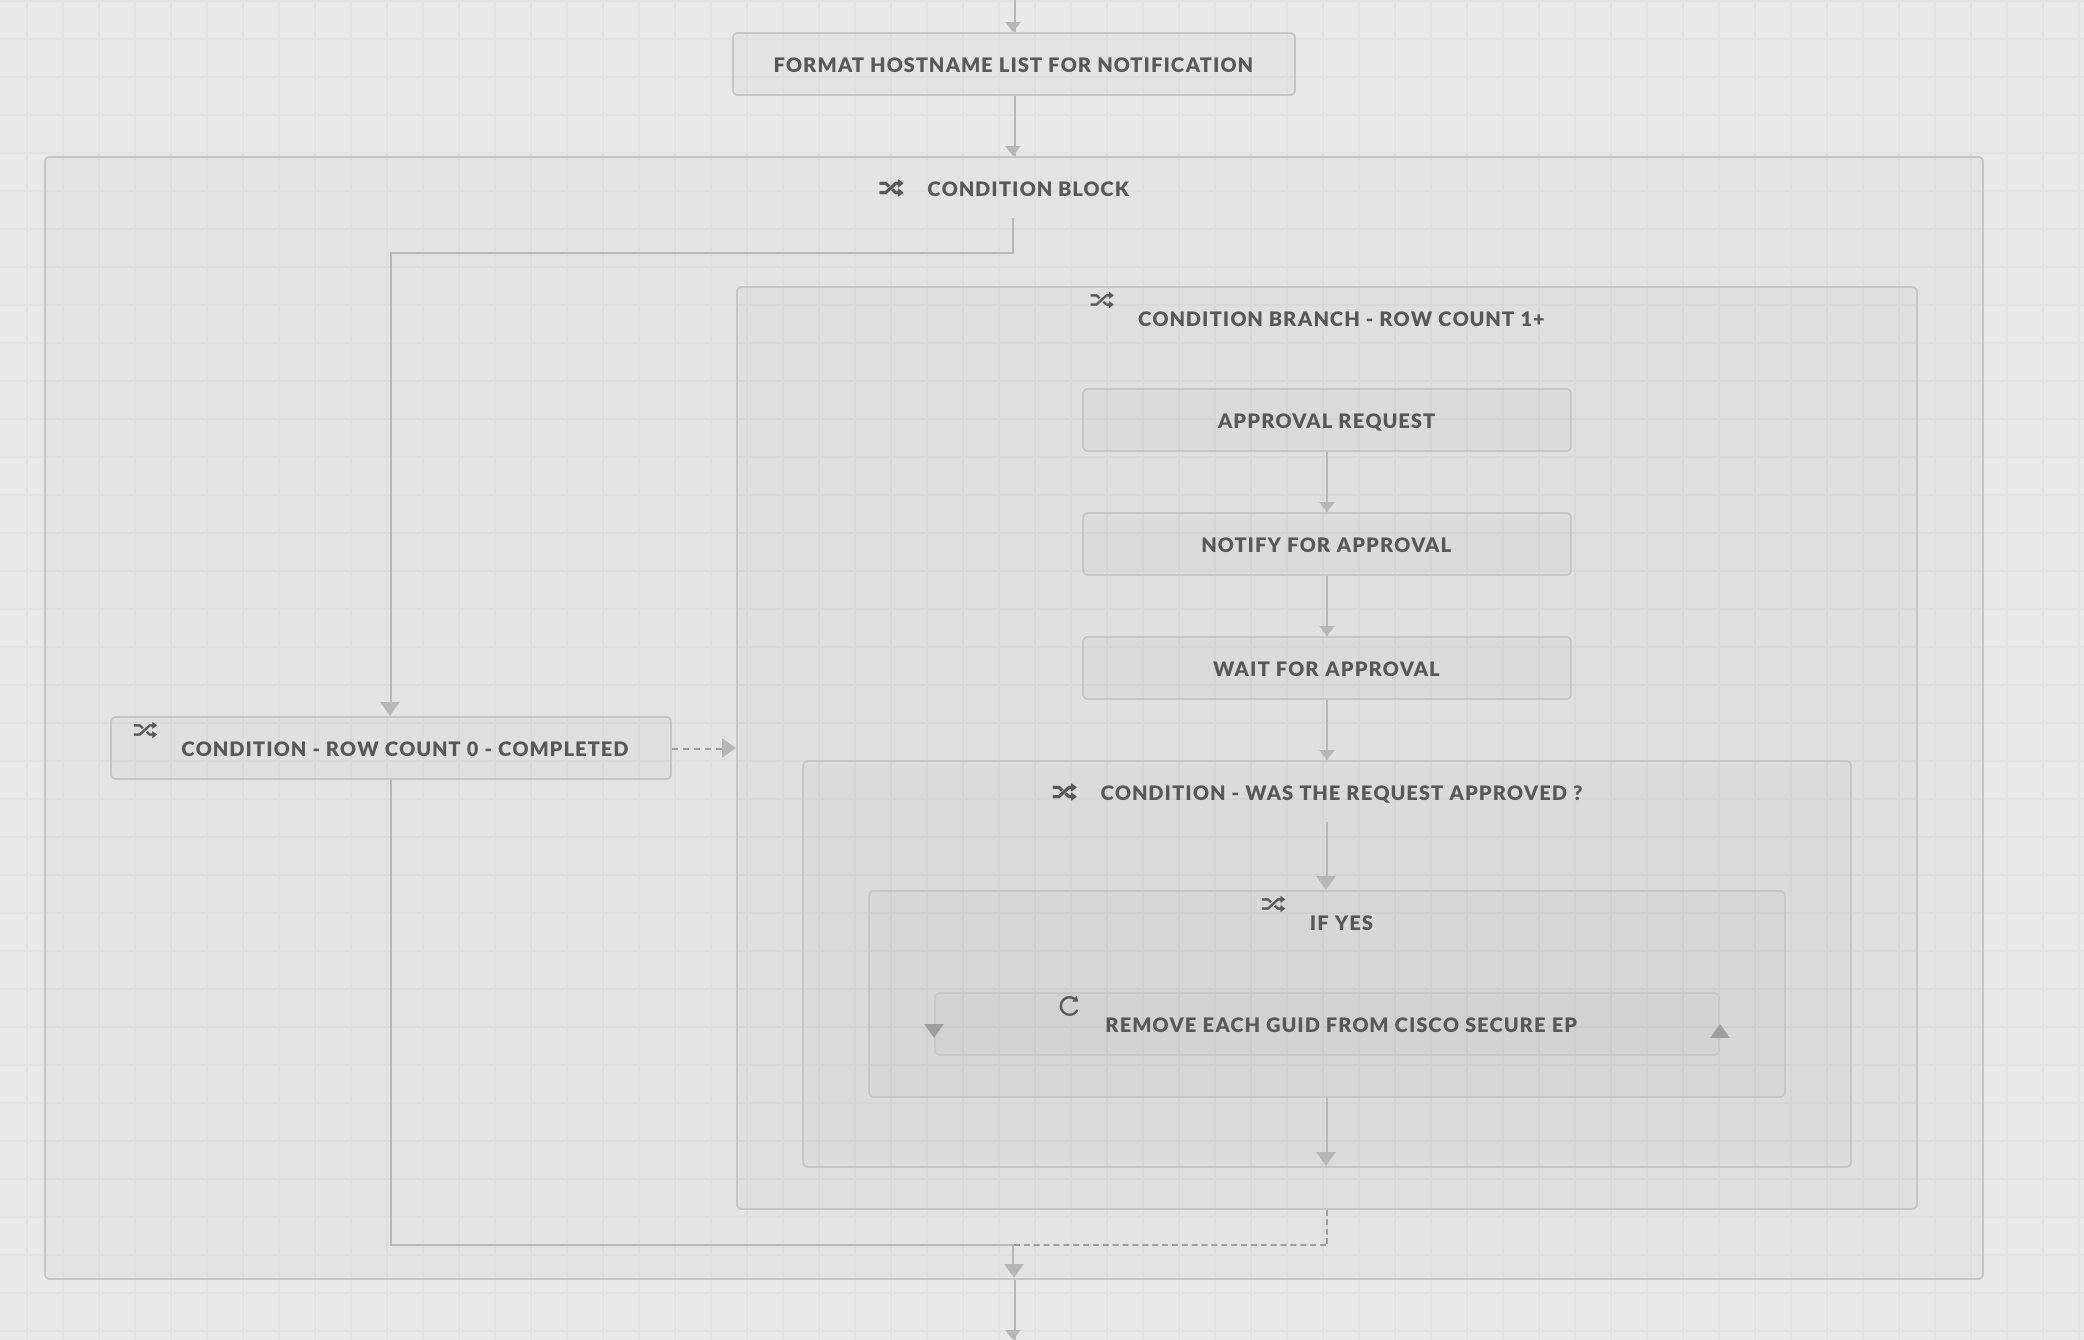 FORMAT HOSTNAME LIST FOR NOTIFICATION
CONDITION BLOCK
CONDITION BRANCH - ROW COUNT 1+
APPROVAL REQUEST
NOTIFY FOR APPROVAL
WAIT FOR APPROVAL
CONDITION - ROW COUNT 0 - COMPLETED
CONDITION - WAS THE REQUEST APPROVED ?
IF YES
REMOVE EACH GUID FROM CISCO SECURE EP